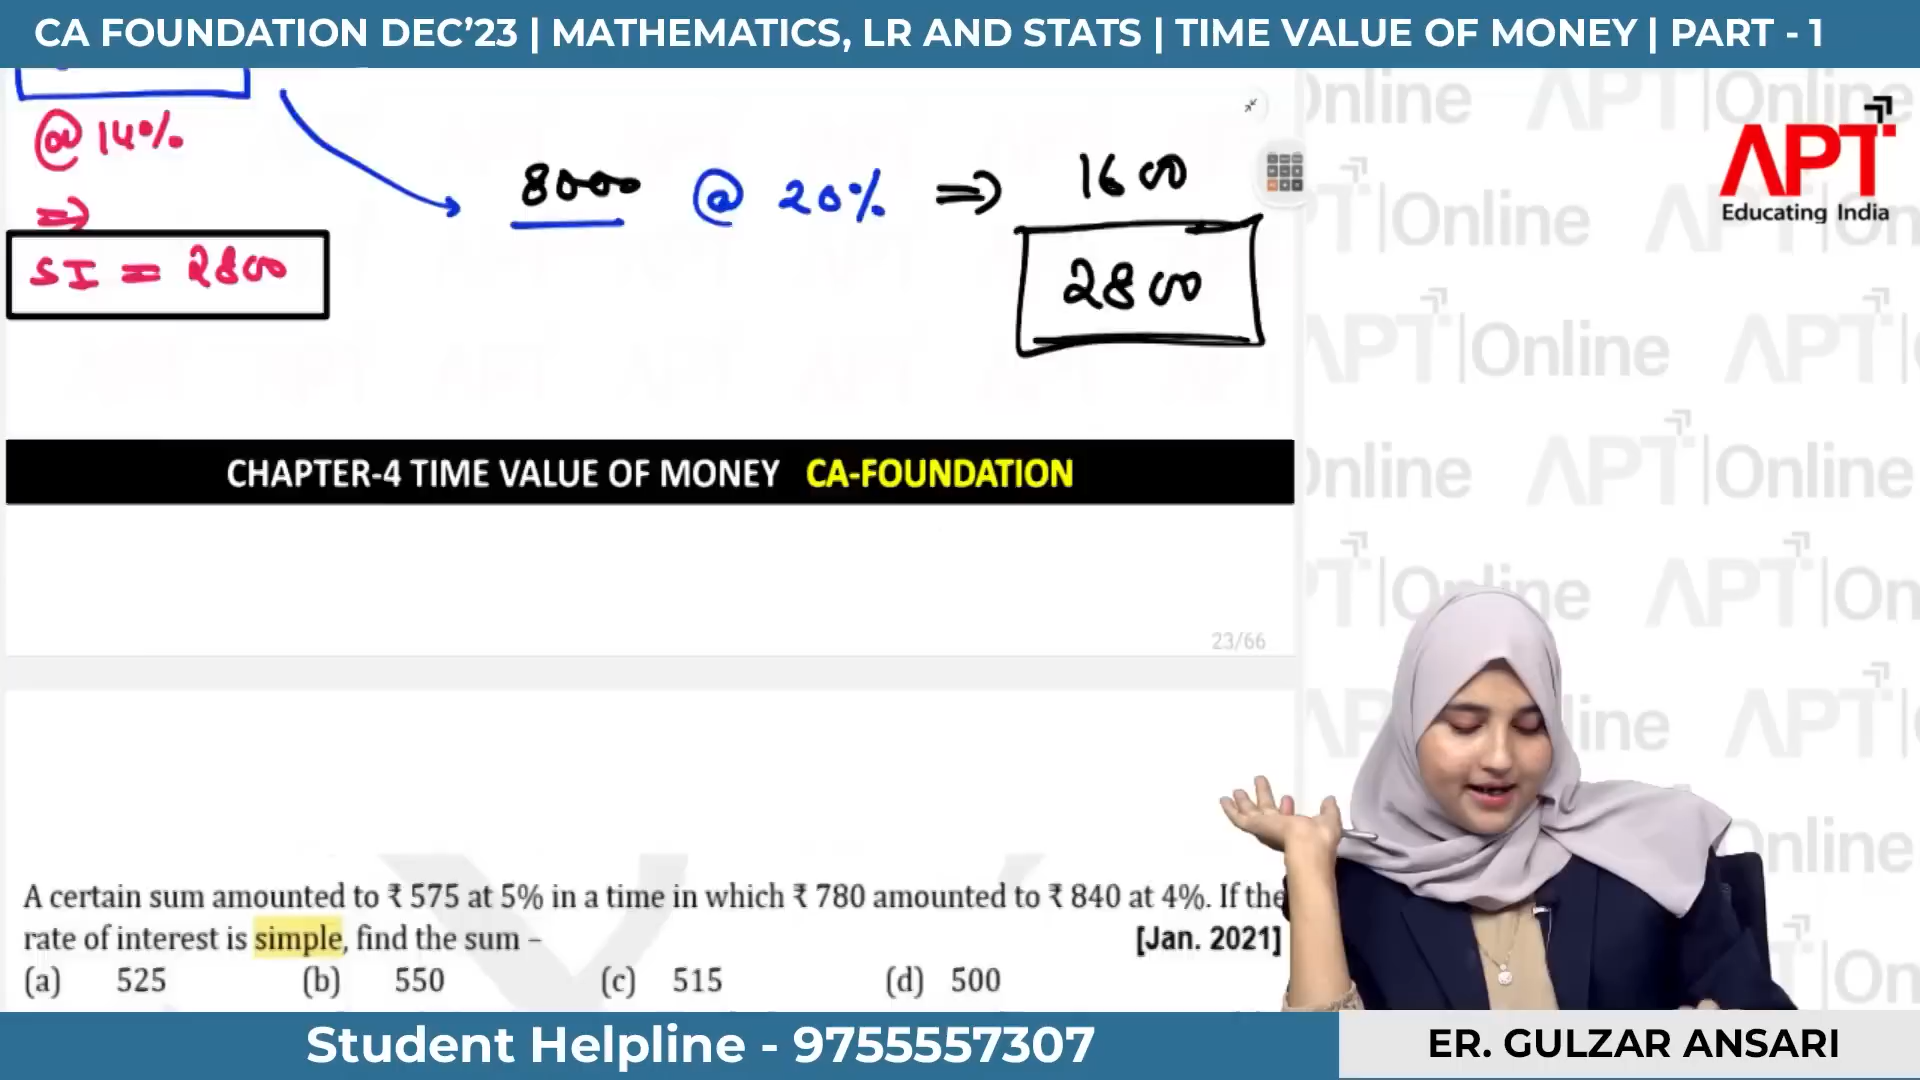 CA FOUNDATION DEC’23 | MATHEMATICS, LR AND STATS | TIME VALUE OF MONEY | PART - 1
@ 14%
8000 @ 20% ⇒ 1600
⇒
SI = 2800
2800
APT
Educating India
CHAPTER-4 TIME VALUE OF MONEY CA-FOUNDATION
23/66
A certain sum amounted to ₹ 575 at 5% in a time in which ₹ 780 amounted to ₹ 840 at 4%. If the
rate of interest is simple, find the sum –
[Jan. 2021]
(a) 525 (b) 550 (c) 515 (d) 500
Student Helpline - 9755557307
ER. GULZAR ANSARI